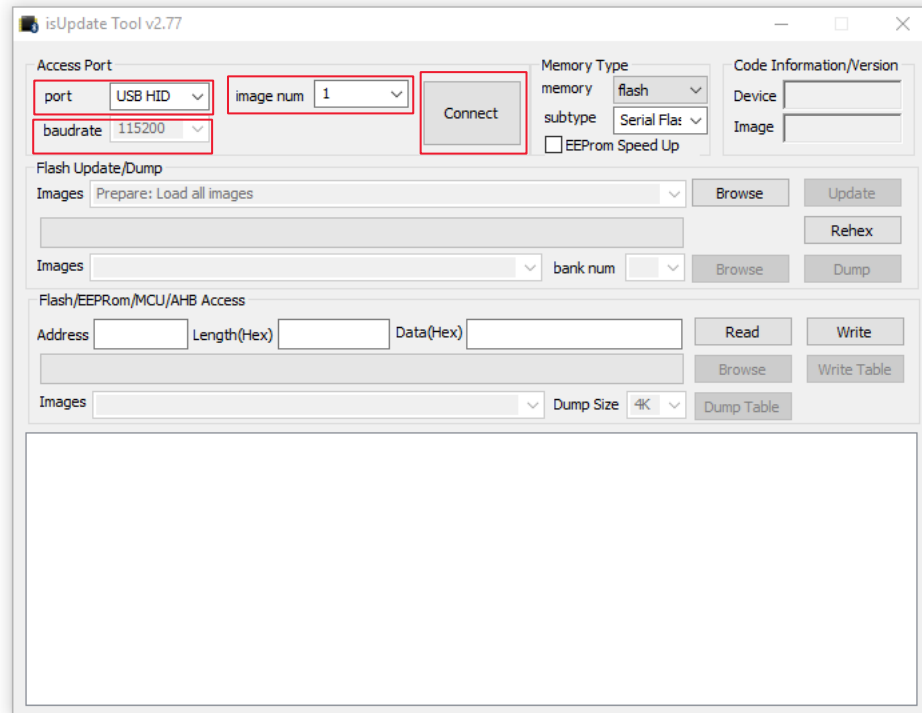 isUpdate Tool v2.77
Access Port
port USB HID
image num 1
baudrate 115200
Connect
Memory Type
memory flash
subtype Serial Flas
EEProm Speed Up
Code Information/Version
Device
Image
Flash Update/Dump
Images Prepare: Load all images Browse Update
Rehex
Images bank num Browse Dump
Flash/EEPRom/MCU/AHB Access
Address Length(Hex) Data(Hex) Read Write
Browse Write Table
Images Dump Size 4K Dump Table